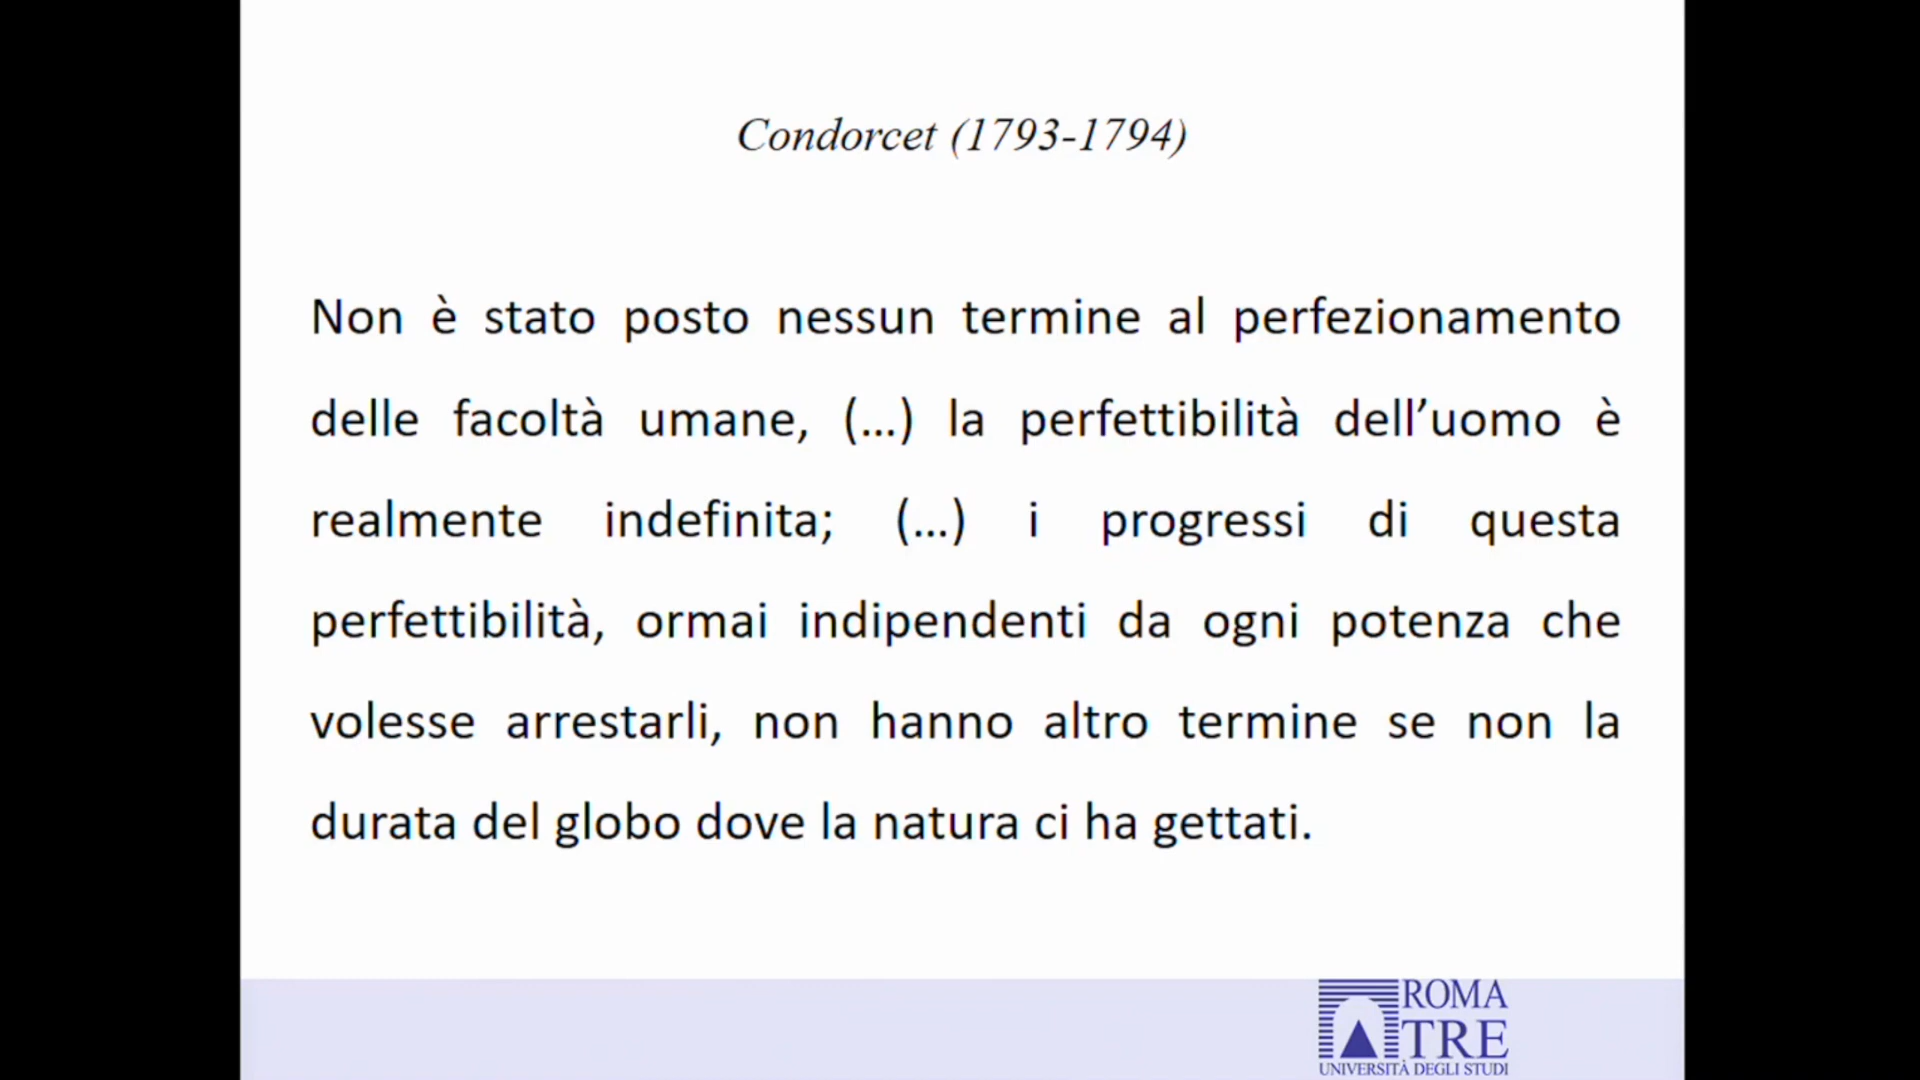 Condorcet (1793-1794)
Non è stato posto nessun termine al perfezionamento
delle facoltà umane, (…) la perfettibilità dell’uomo è
realmente indefinita; (…) i progressi di questa
perfettibilità, ormai indipendenti da ogni potenza che
volesse arrestarli, non hanno altro termine se non la
durata del globo dove la natura ci ha gettati.
ROMA
TRE
UNIVERSITÀ DEGLI STUDI